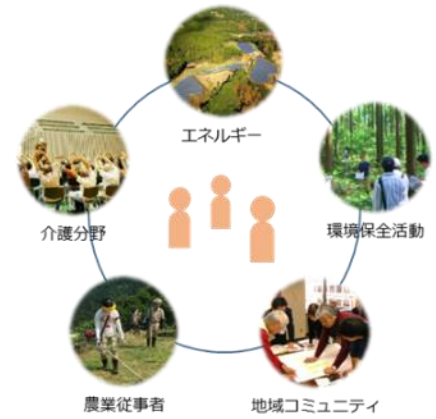 エネルギー
介護分野
環境保全活動
農業従事者
地域コミュニティ